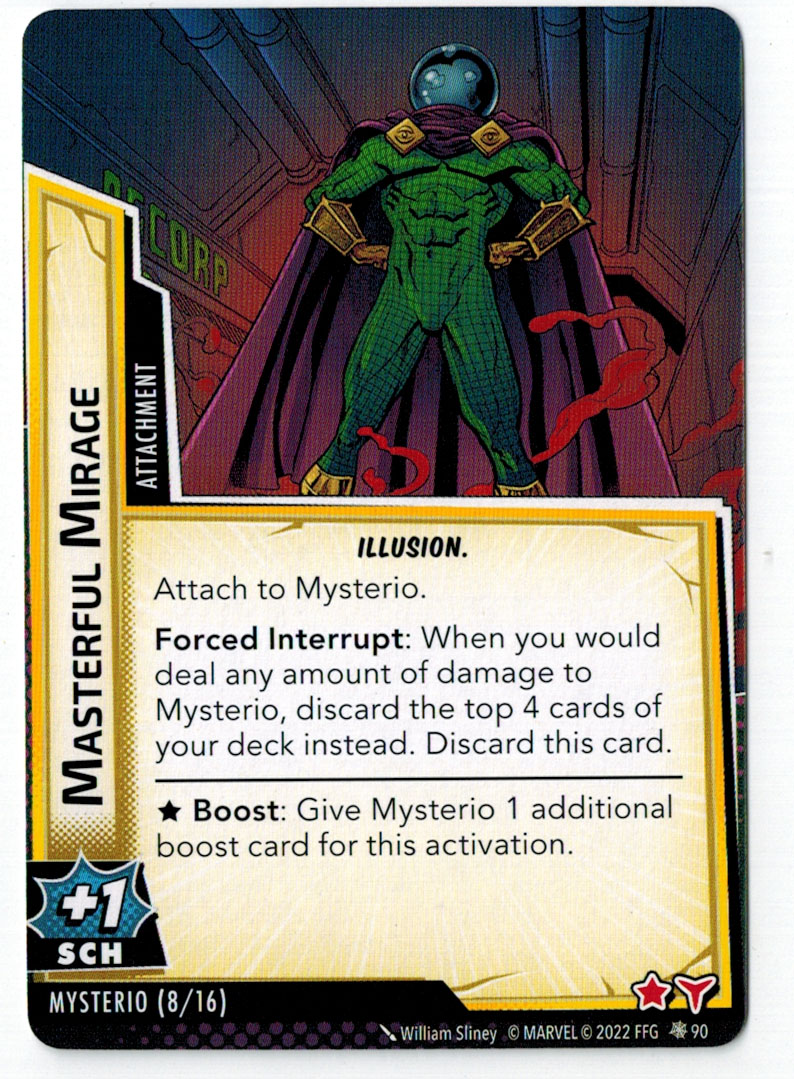 CORP
MASTERFUL MIRAGE
ATTACHMENT
ILLUSION.
Attach to Mysterio.
Forced Interrupt: When you would
deal any amount of damage to
Mysterio, discard the top 4 cards of
your deck instead. Discard this card.
★ Boost: Give Mysterio 1 additional
boost card for this activation.
+1
SCH
MYSTERIO (8/16)
William Sliney © MARVEL © 2022 FFG 90